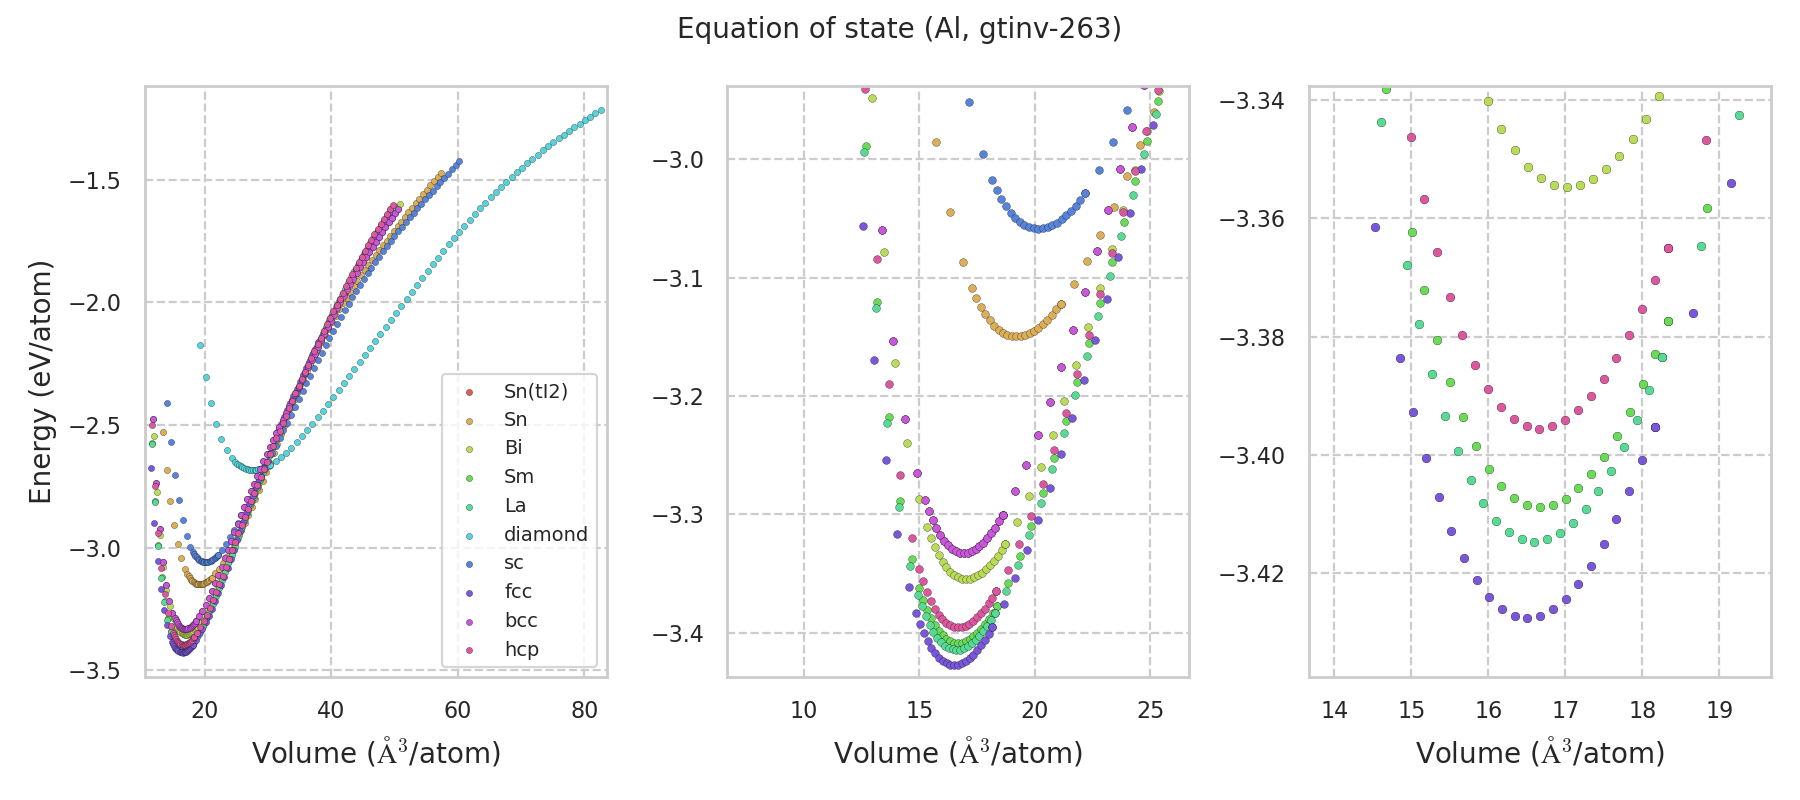 Equation of state (Al, gtinv-263)
Energy (eV/atom)
−1.5
−2.0
−2.5
−3.0
−3.5
20 40 60 80
Volume (Å³/atom)
Sn(tI2)
Sn
Bi
Sm
La
diamond
sc
fcc
bcc
hcp
−3.0
−3.1
−3.2
−3.3
−3.4
10 15 20 25
Volume (Å³/atom)
−3.34
−3.36
−3.38
−3.40
−3.42
14 15 16 17 18 19
Volume (Å³/atom)